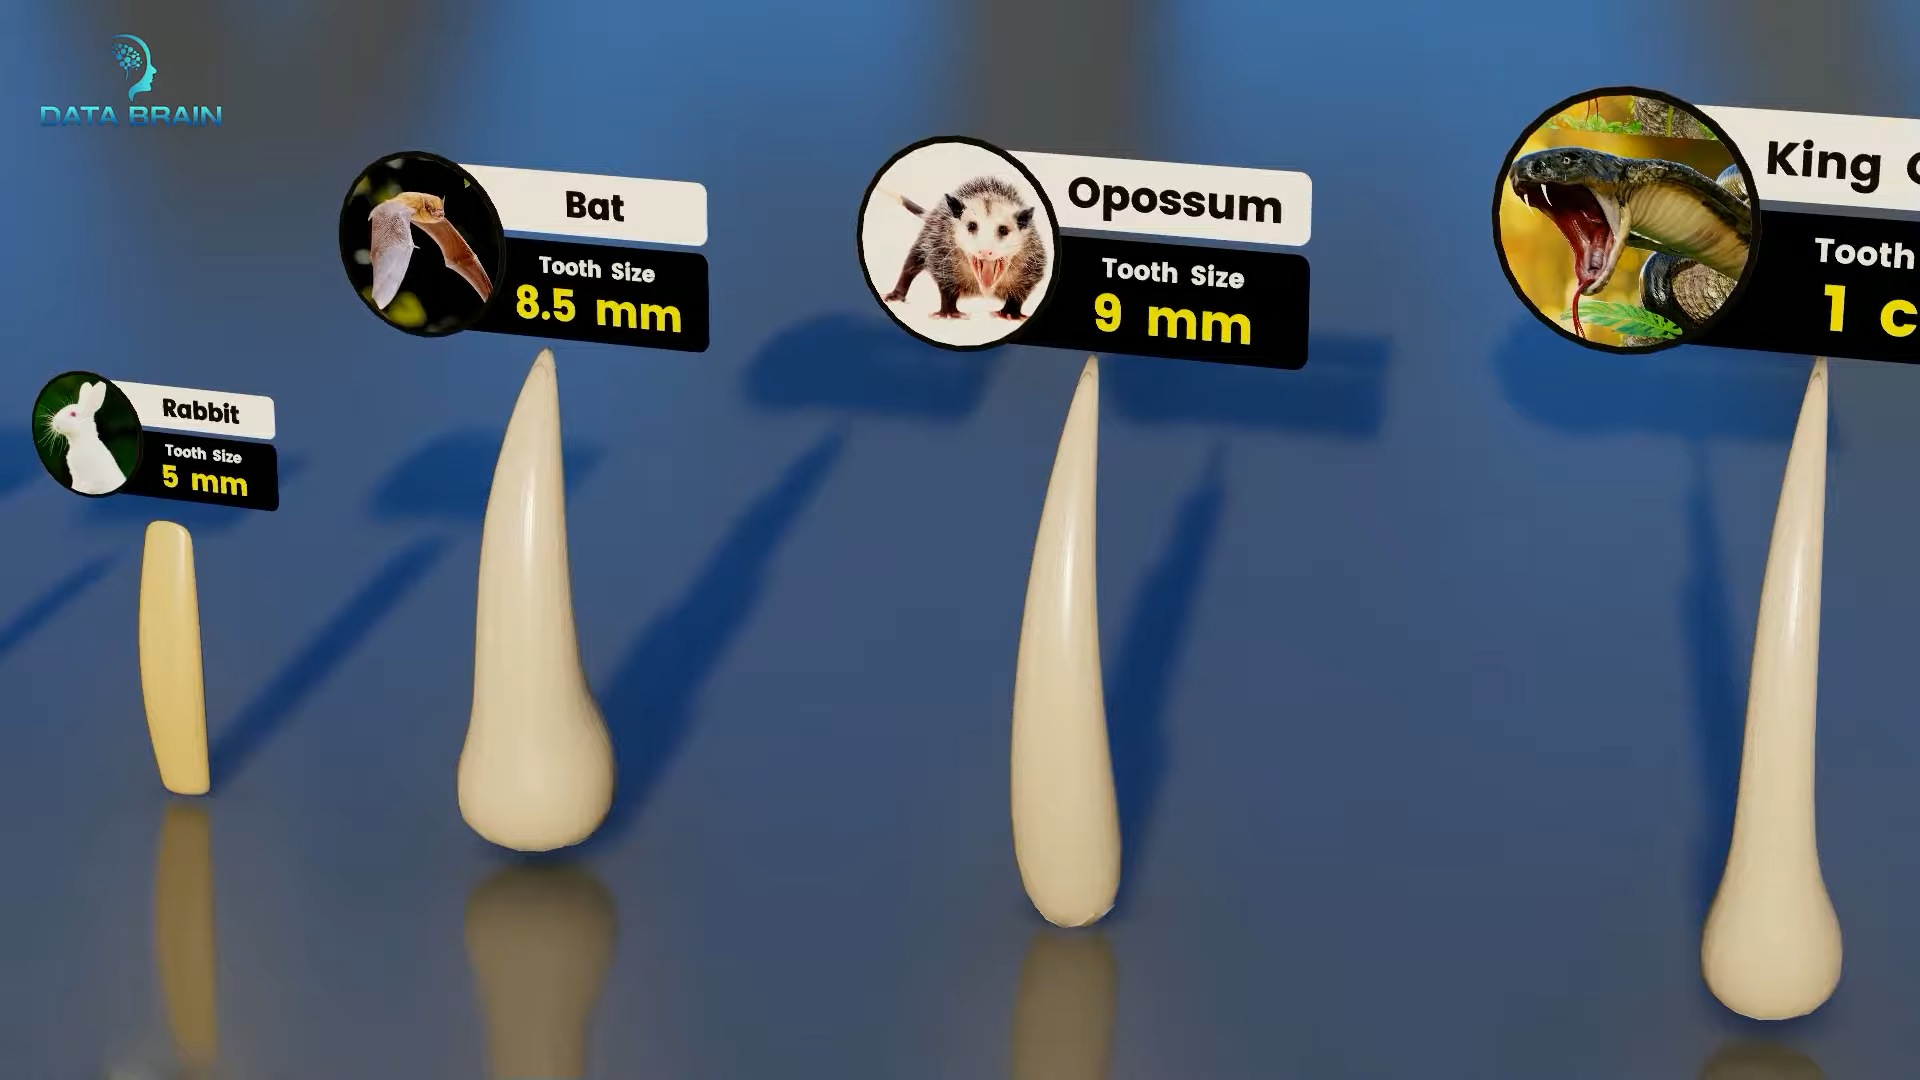 DATA BRAIN
Rabbit
Tooth Size
5 mm
Bat
Tooth Size
8.5 mm
Opossum
Tooth Size
9 mm
King
Tooth
1